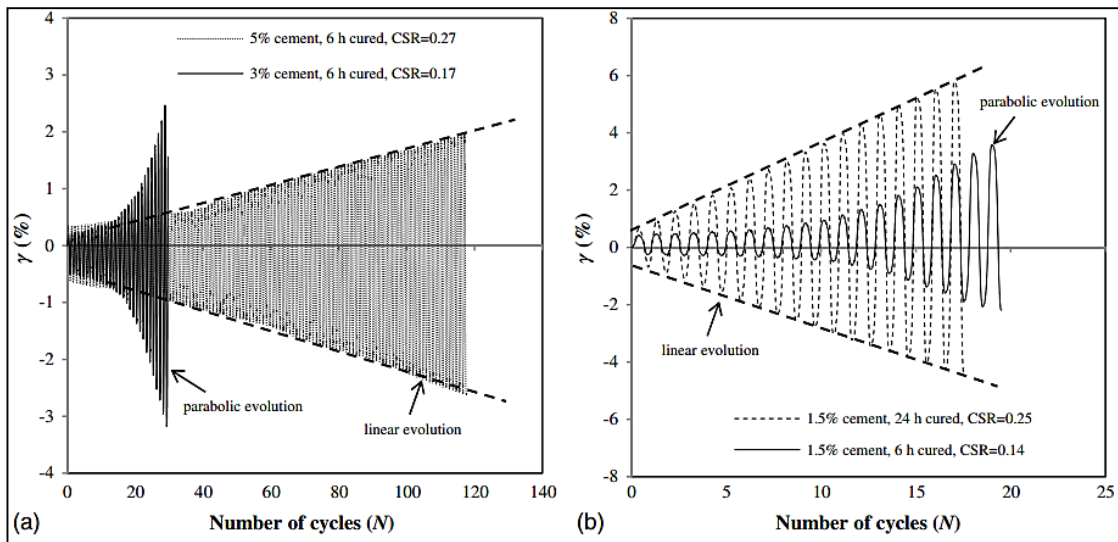 4
3
2
1
0
-1
-2
-3
-4
γ (%)
5% cement, 6 h cured, CSR=0.27
3% cement, 6 h cured, CSR=0.17
parabolic evolution
linear evolution
0 20 40 60 80 100 120 140
(a) Number of cycles (N)
8
6
4
2
0
-2
-4
-6
-8
γ (%)
parabolic evolution
linear evolution
1.5% cement, 24 h cured, CSR=0.25
1.5% cement, 6 h cured, CSR=0.14
0 5 10 15 20 25
(b) Number of cycles (N)